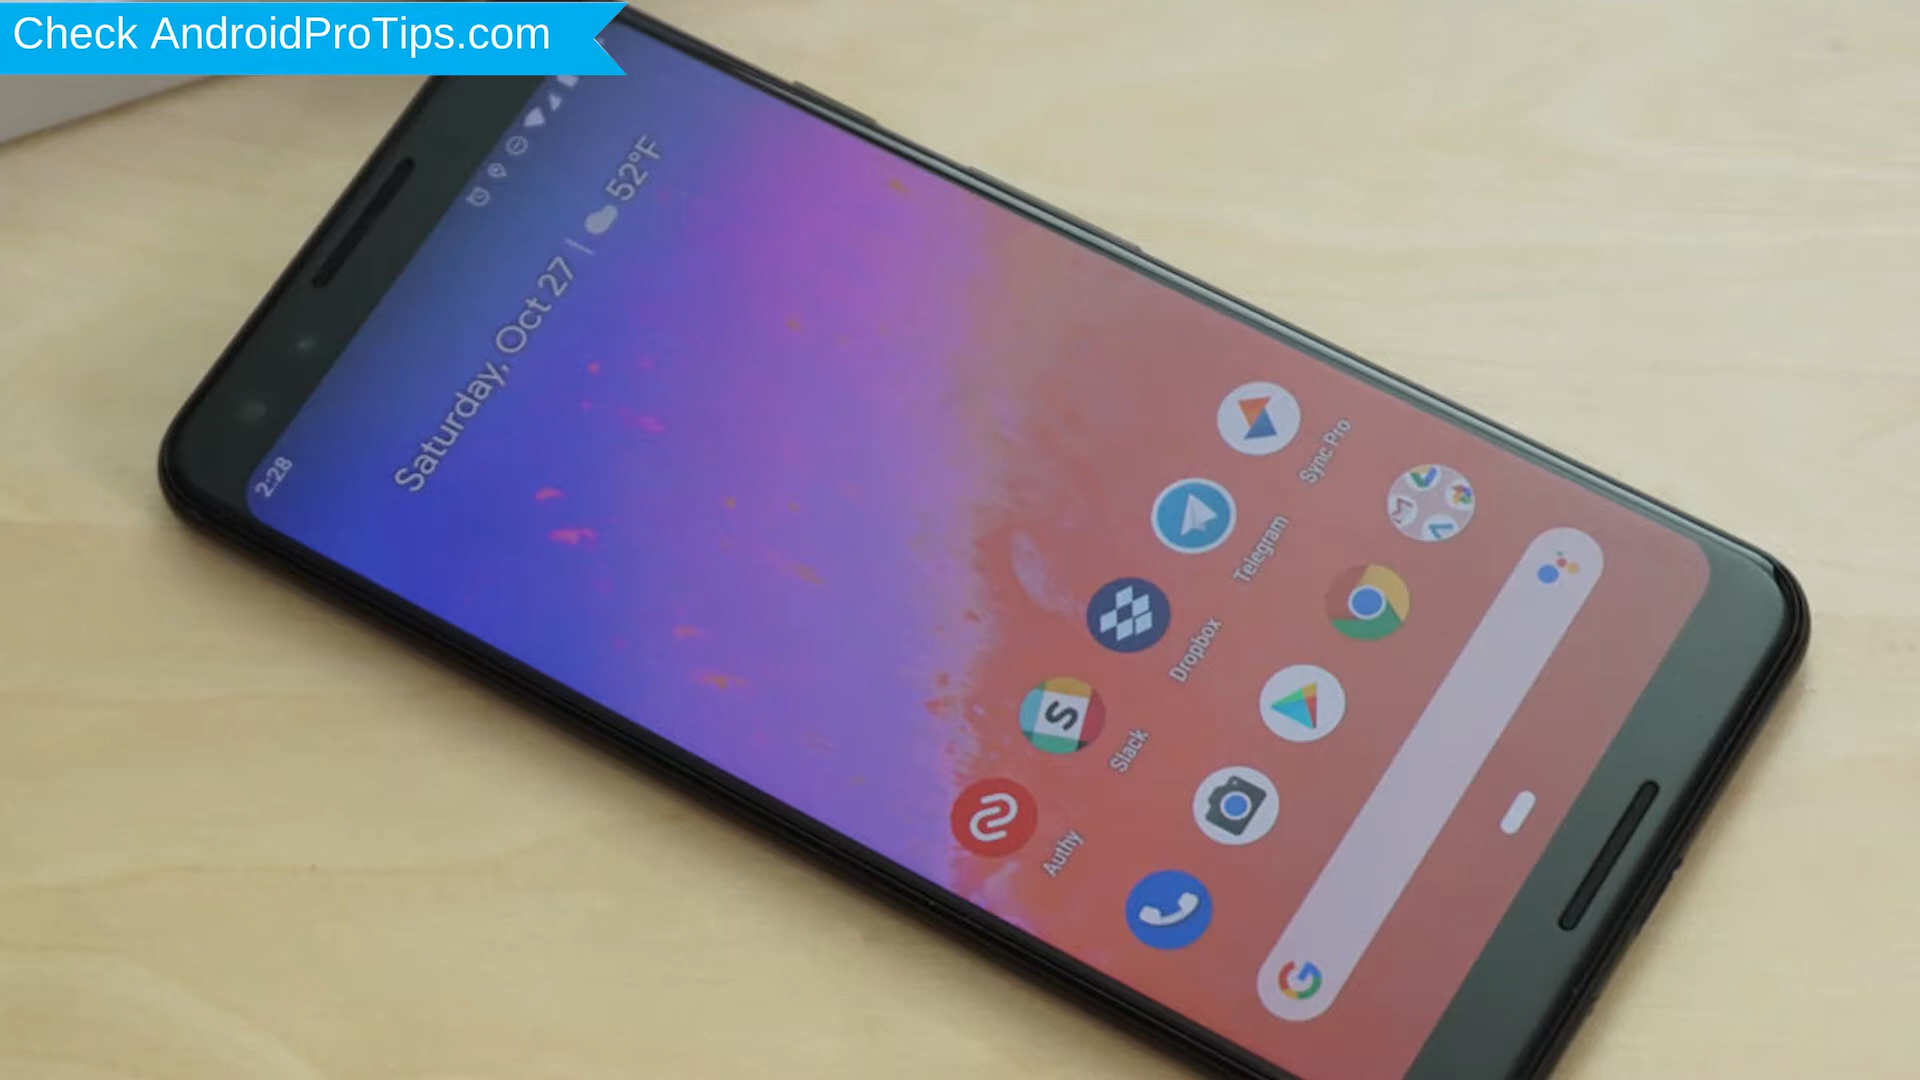 Check AndroidProTips.com
2:28
Saturday, Oct 27 | 52°F
Authy
Slack
Dropbox
Telegram
Sync Pro
S
G